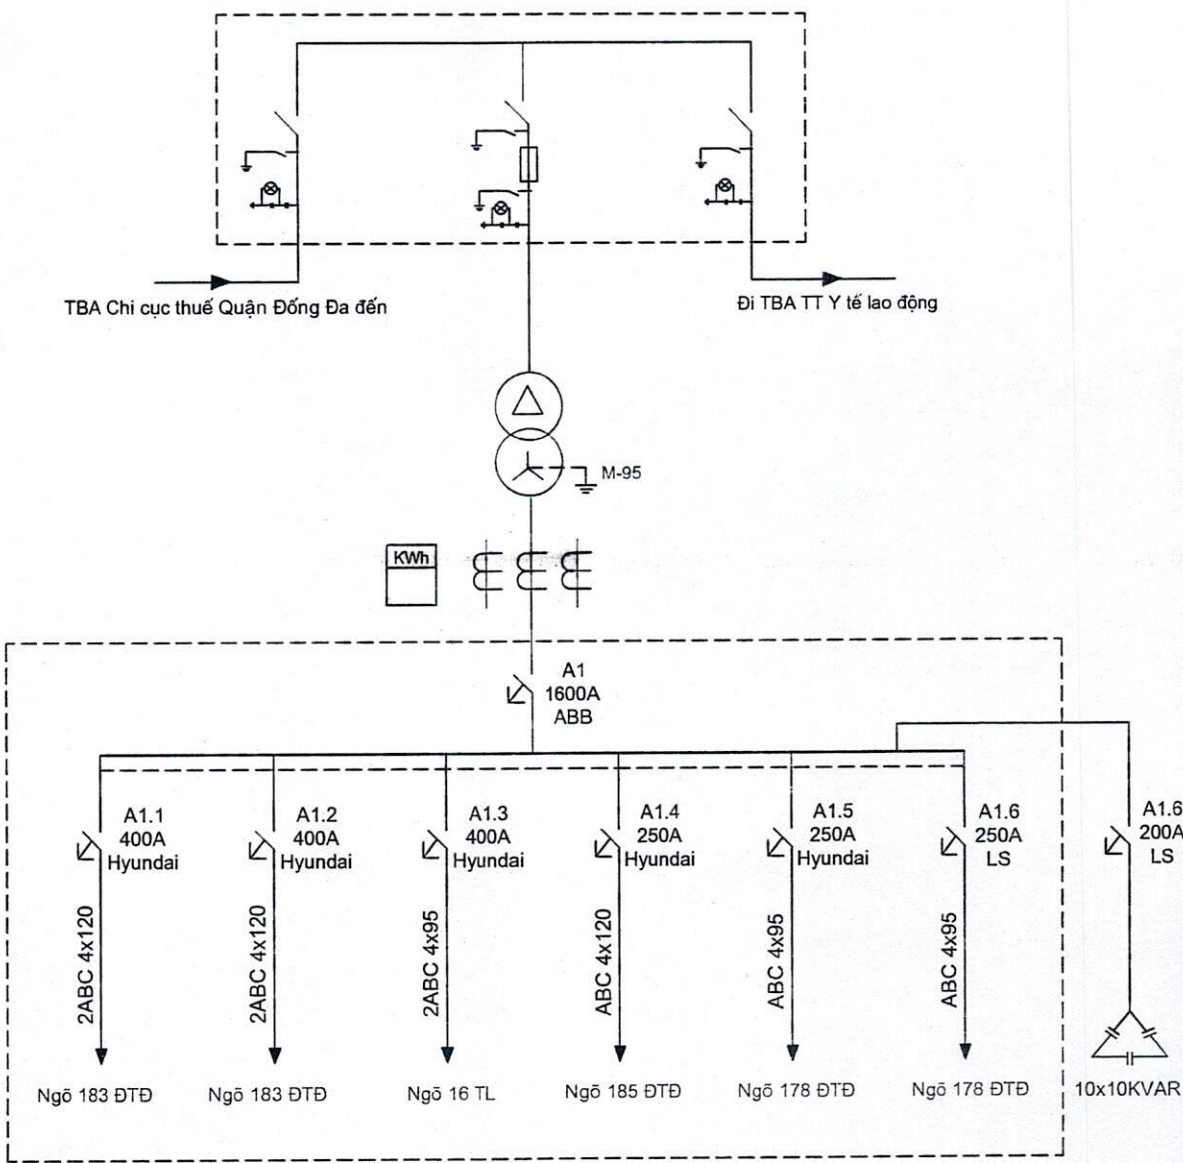 TBA Chi cục thuế Quận Đống Đa đến
Đi TBA TT Y tế lao động
M-95
KWh
A1
1600A
ABB
A1.1
400A
Hyundai
A1.2
400A
Hyundai
A1.3
400A
Hyundai
A1.4
250A
Hyundai
A1.5
250A
Hyundai
A1.6
250A
LS
A1.6
200A
LS
2ABC 4x120
2ABC 4x120
2ABC 4x95
ABC 4x120
ABC 4x95
ABC 4x95
Ngõ 183 ĐTĐ
Ngõ 183 ĐTĐ
Ngõ 16 TL
Ngõ 185 ĐTĐ
Ngõ 178 ĐTĐ
Ngõ 178 ĐTĐ
10x10KVAR